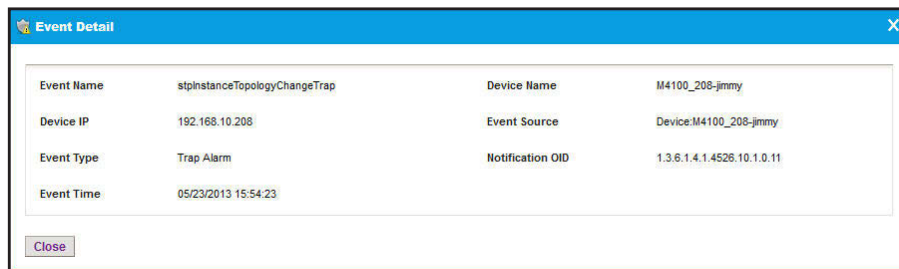 Event Detail X
Event Name stpInstanceTopologyChangeTrap Device Name M4100_208-jimmy
Device IP 192.168.10.208 Event Source Device:M4100_208-jimmy
Event Type Trap Alarm Notification OID 1.3.6.1.4.1.4526.10.1.0.11
Event Time 05/23/2013 15:54:23
Close